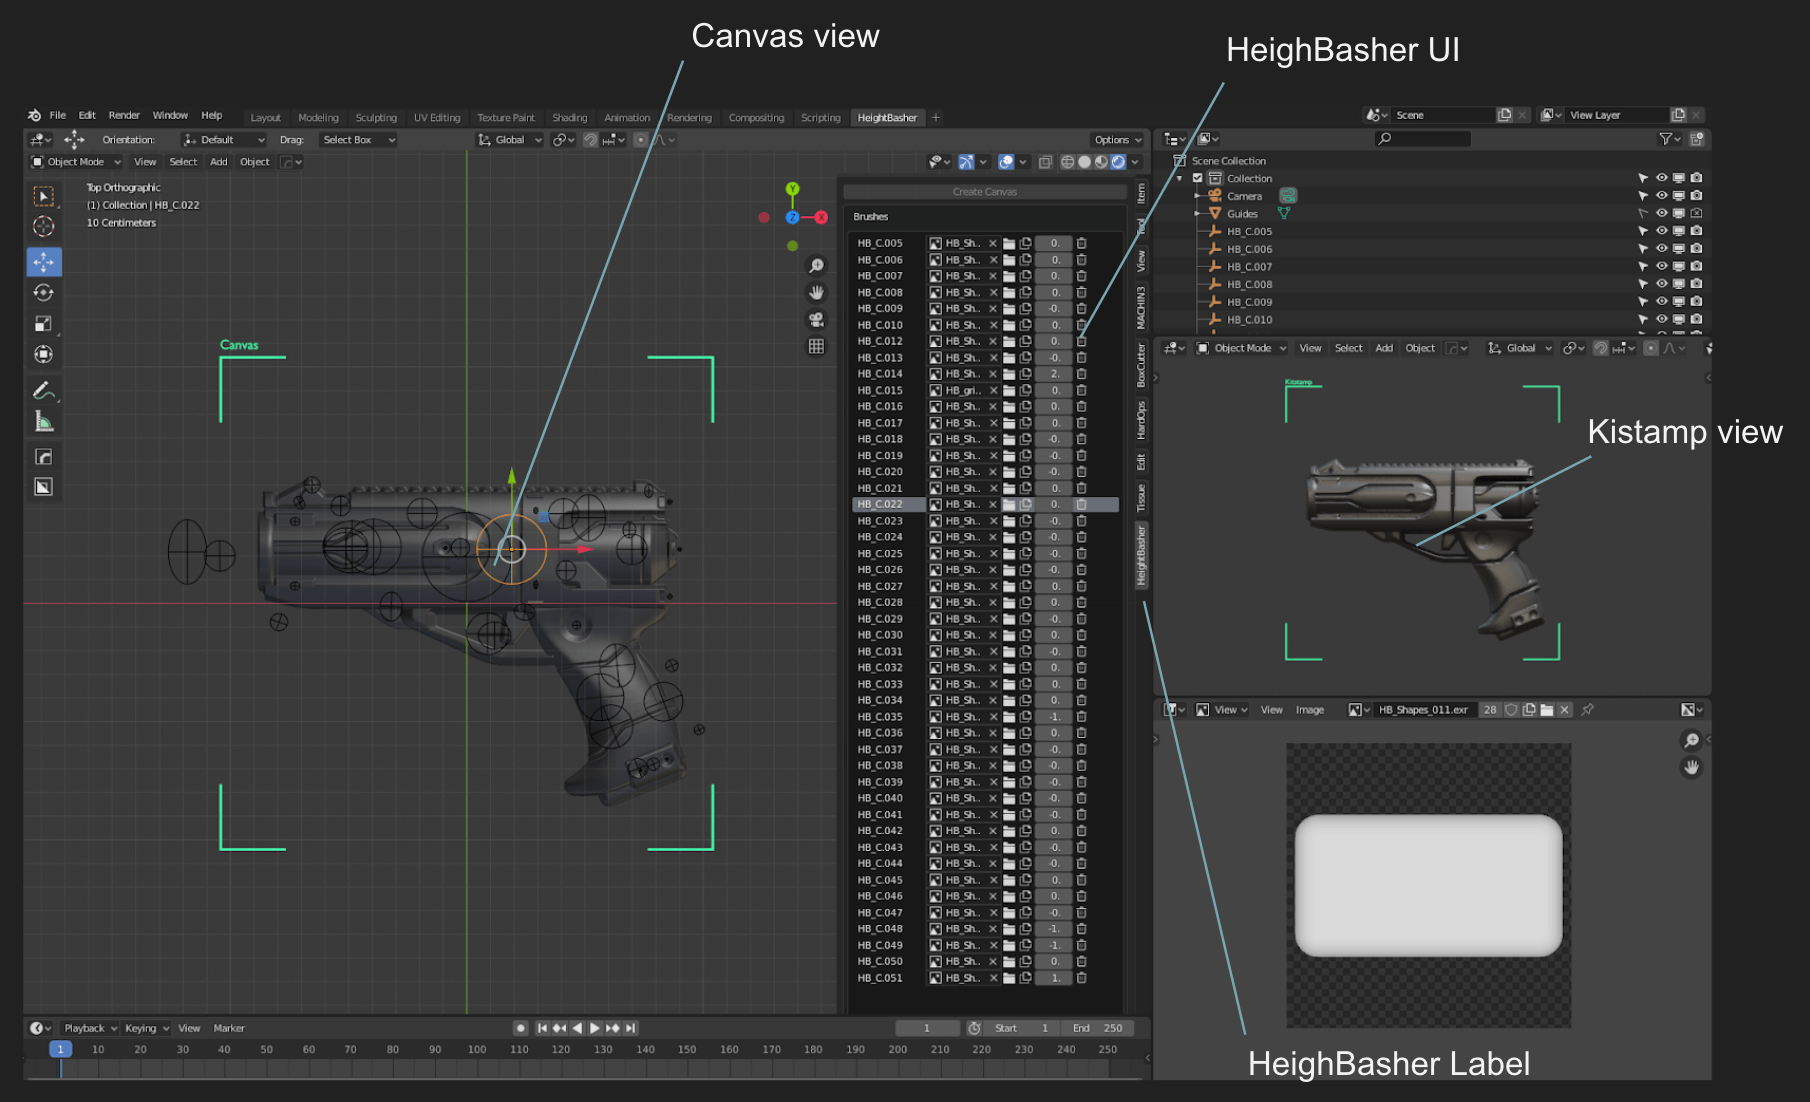 Canvas view
HeighBasher UI
File Edit Render Window Help
Layout Modeling Sculpting UV Editing Texture Paint Shading Animation Rendering Compositing Scripting HeightBasher +
Scene
View Layer
Orientation: Default Drag: Select Box Global Options
Object Mode View Select Add Object
Top Orthographic
(1) Collection | HB_C.022
10 Centimeters
Y
Z X
Canvas
Create Canvas
Brushes
HB_C.005 HB_Sh.. 0.
HB_C.006 HB_Sh.. 0.
HB_C.007 HB_Sh.. 0.
HB_C.008 HB_Sh.. 0.
HB_C.009 HB_Sh.. -0.
HB_C.010 HB_Sh.. 0.
HB_C.012 HB_Sh.. 0.
HB_C.013 HB_Sh.. -0.
HB_C.014 HB_Sh.. 2.
HB_C.015 HB_gri.. 0.
HB_C.016 HB_Sh.. 0.
HB_C.017 HB_Sh.. 0.
HB_C.018 HB_Sh.. -0.
HB_C.019 HB_Sh.. -0.
HB_C.020 HB_Sh.. -0.
HB_C.021 HB_Sh.. 0.
HB_C.022 HB_Sh.. 0.
HB_C.023 HB_Sh.. -0.
HB_C.024 HB_Sh.. -0.
HB_C.025 HB_Sh.. -0.
HB_C.026 HB_Sh.. -0.
HB_C.027 HB_Sh.. 0.
HB_C.028 HB_Sh.. 0.
HB_C.029 HB_Sh.. -0.
HB_C.030 HB_Sh.. 0.
HB_C.031 HB_Sh.. -0.
HB_C.032 HB_Sh.. 0.
HB_C.033 HB_Sh.. 0.
HB_C.034 HB_Sh.. 0.
HB_C.035 HB_Sh.. -1.
HB_C.036 HB_Sh.. 0.
HB_C.037 HB_Sh.. -0.
HB_C.038 HB_Sh.. -0.
HB_C.039 HB_Sh.. -0.
HB_C.040 HB_Sh.. -0.
HB_C.041 HB_Sh.. -0.
HB_C.042 HB_Sh.. 0.
HB_C.043 HB_Sh.. -0.
HB_C.044 HB_Sh.. -0.
HB_C.045 HB_Sh.. 0.
HB_C.046 HB_Sh.. 0.
HB_C.047 HB_Sh.. -0.
HB_C.048 HB_Sh.. -1.
HB_C.049 HB_Sh.. -1.
HB_C.050 HB_Sh.. 0.
HB_C.051 HB_Sh.. 1.
Item
Tool
View
MACHIN3
BoxCutter
HardOps
Edit
Tissue
HeightBasher
Scene Collection
Collection
Camera
Guides
HB_C.005
HB_C.006
HB_C.007
HB_C.008
HB_C.009
HB_C.010
Object Mode View Select Add Object Global
Kitstamp
Kistamp view
View View Image HB_Shapes_011.exr 28
Playback Keying View Marker 1 Start 1 End 250
1 10 20 30 40 50 60 70 80 90 100 110 120 130 140 150 160 170 180 190 200 210 220 230 240 250
HeighBasher Label